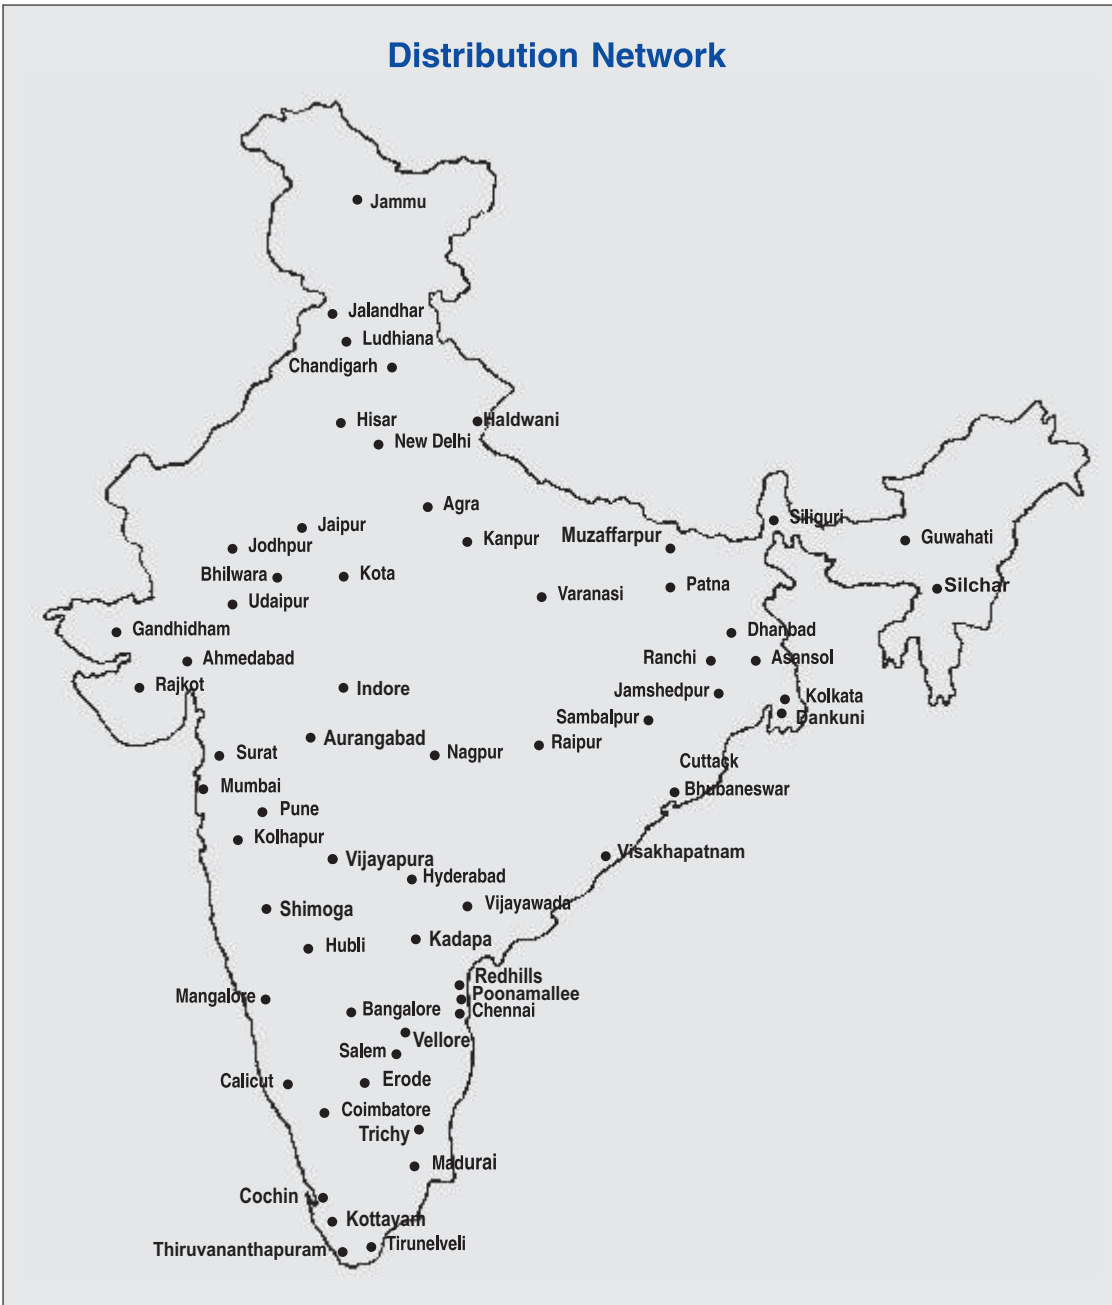 Distribution Network
Jammu
Jalandhar
Ludhiana
Chandigarh
Hisar
Haldwani
New Delhi
Agra
Jaipur
Siliguri
Kanpur
Muzaffarpur
Guwahati
Jodhpur
Bhilwara
Kota
Patna
Silchar
Varanasi
Udaipur
Gandhidham
Dhanbad
Ahmedabad
Ranchi
Asansol
Rajkot
Indore
Jamshedpur
Kolkata
Sambalpur
Dankuni
Aurangabad
Raipur
Surat
Nagpur
Cuttack
Mumbai
Bhubaneswar
Pune
Kolhapur
Vijayapura
Visakhapatnam
Hyderabad
Vijayawada
Shimoga
Hubli
Kadapa
Redhills
Mangalore
Poonamallee
Bangalore
Chennai
Vellore
Salem
Calicut
Erode
Coimbatore
Trichy
Madurai
Cochin
Kottayam
Thiruvananthapuram
Tirunelveli